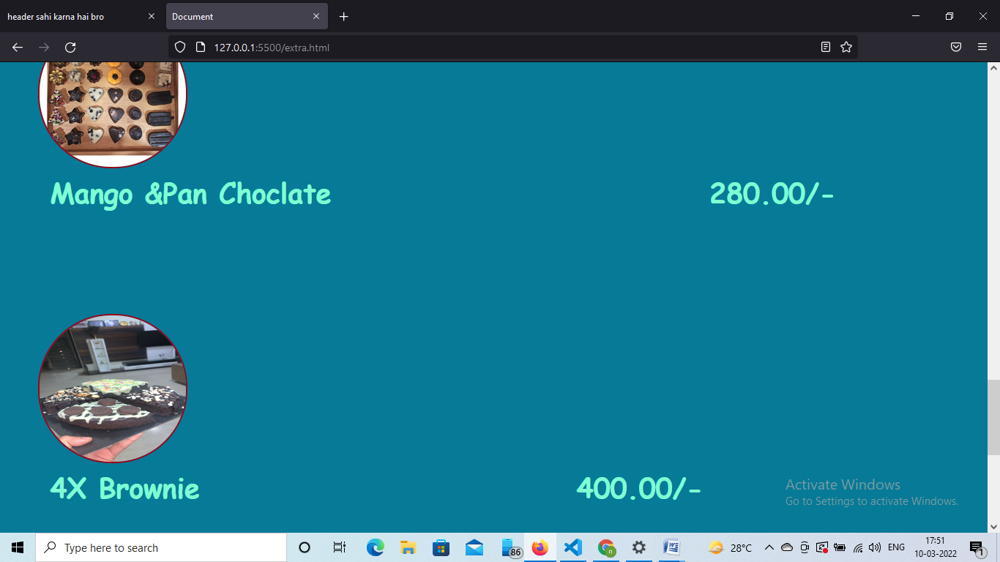 header sahi karna hai bro
Document
127.0.0.1:5500/extra.html
Mango &Pan Choclate 280.00/-
4X Brownie 400.00/-
Activate Windows
Go to Settings to activate Windows.
Type here to search
86
n
28°C
ENG
17:51
10-03-2022
1